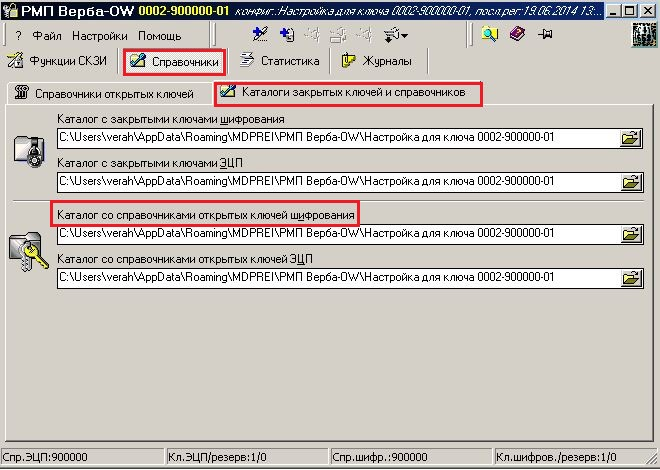 РМП Верба-OW 0002-900000-01 конфиг.:Настройка для ключа 0002-900000-01, посл.рег:19.06.2014 13:...
? Файл Настройки Помощь
Функции СКЗИ Справочники Статистика Журналы
Справочники открытых ключей Каталоги закрытых ключей и справочников
Каталог с закрытыми ключами шифрования
C:\Users\verah\AppData\Roaming\MDPREI\РМП Верба-OW\Настройка для ключа 0002-900000-01
Каталог с закрытыми ключами ЭЦП
C:\Users\verah\AppData\Roaming\MDPREI\РМП Верба-OW\Настройка для ключа 0002-900000-01
Каталог со справочниками открытых ключей шифрования
C:\Users\verah\AppData\Roaming\MDPREI\РМП Верба-OW\Настройка для ключа 0002-900000-01
Каталог со справочниками открытых ключей ЭЦП
C:\Users\verah\AppData\Roaming\MDPREI\РМП Верба-OW\Настройка для ключа 0002-900000-01
Спр.ЭЦП:900000 Кл.ЭЦП/резерв:1/0 Спр.шифр.:900000 Кл.шифров./резерв:1/0